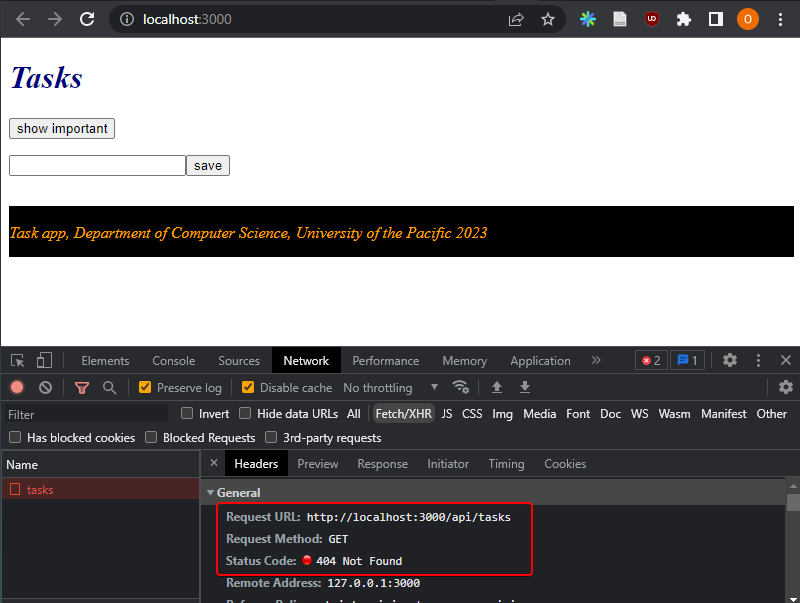 localhost:3000
UD
O
Tasks
show important
save
Task app, Department of Computer Science, University of the Pacific 2023
Elements Console Sources Network Performance Memory Application » 2 1
Preserve log Disable cache No throttling
Filter Invert Hide data URLs All Fetch/XHR JS CSS Img Media Font Doc WS Wasm Manifest Other
Has blocked cookies Blocked Requests 3rd-party requests
Name × Headers Preview Response Initiator Timing Cookies
tasks
General
Request URL: http://localhost:3000/api/tasks
Request Method: GET
Status Code: 404 Not Found
Remote Address: 127.0.0.1:3000